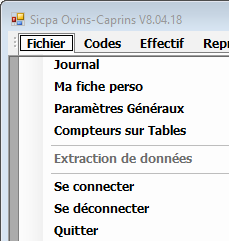 Sicpa Ovins-Caprins V8.04.18
Fichier Codes Effectif
Journal
Ma fiche perso
Paramètres Généraux
Compteurs sur Tables
Extraction de données
Se connecter
Se déconnecter
Quitter